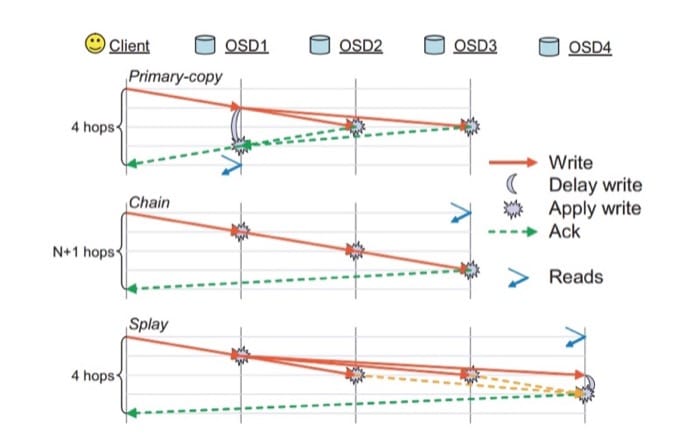 Client OSD1 OSD2 OSD3 OSD4
Primary-copy
4 hops
Write
Delay write
Apply write
Ack
Reads
Chain
N+1 hops
Splay
4 hops